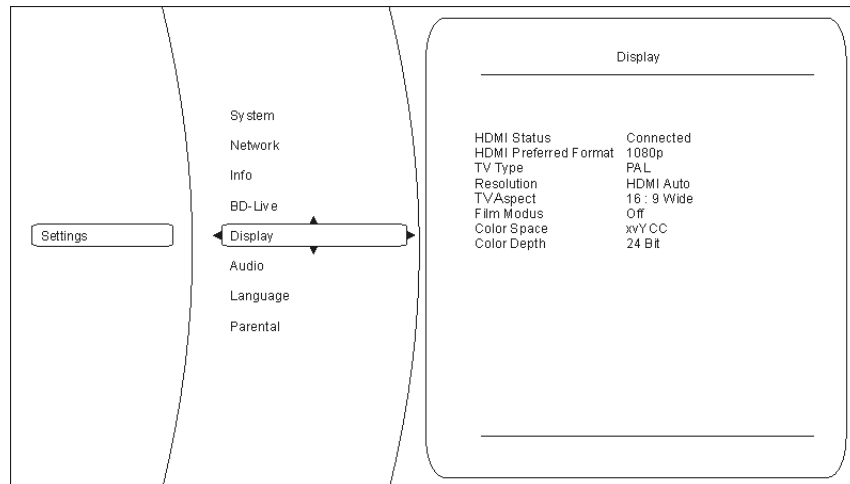 Settings
System
Network
Info
BD-Live
Display
Audio
Language
Parental
Display
HDMI Status Connected
HDMI Preferred Format 1080p
TV Type PAL
Resolution HDMI Auto
TVAspect 16 : 9 Wide
Film Modus Off
Color Space xvYCC
Color Depth 24 Bit